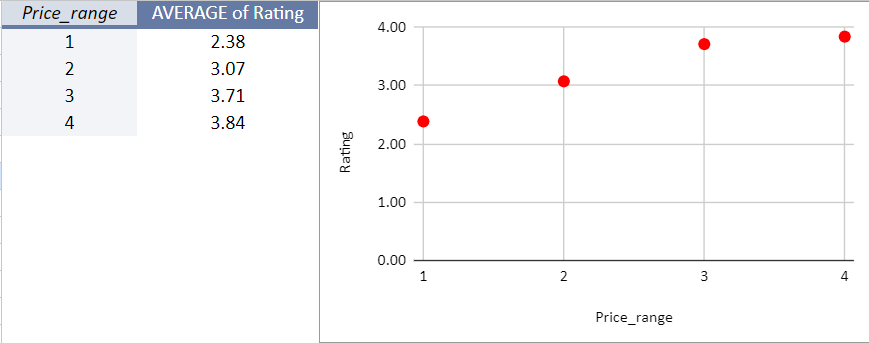 Price_range AVERAGE of Rating
1 2.38
2 3.07
3 3.71
4 3.84
4.00
3.00
2.00
1.00
0.00
Rating
1 2 3 4
Price_range